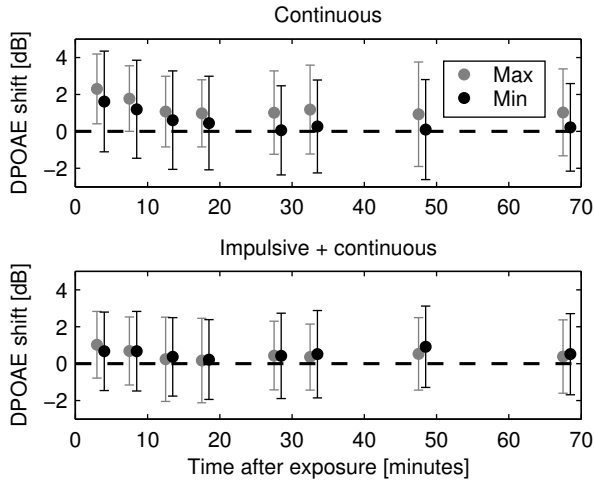 Continuous
DPOAE shift [dB]
4
2
0
−2
Max
Min
0 10 20 30 40 50 60 70
Impulsive + continuous
DPOAE shift [dB]
4
2
0
−2
0 10 20 30 40 50 60 70
Time after exposure [minutes]